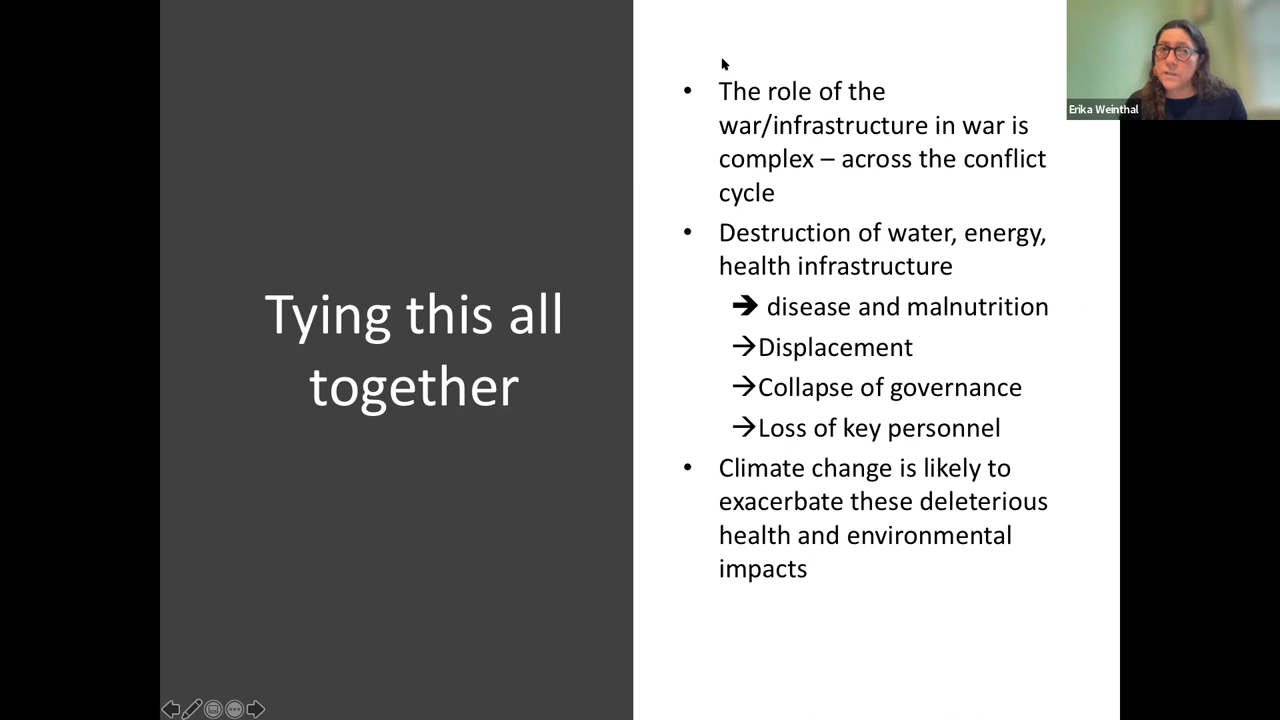 Tying this all
together
• The role of the
war/infrastructure in war is
complex – across the conflict
cycle
• Destruction of water, energy,
health infrastructure
➔ disease and malnutrition
→Displacement
→Collapse of governance
→Loss of key personnel
• Climate change is likely to
exacerbate these deleterious
health and environmental
impacts
Erika Weinthal